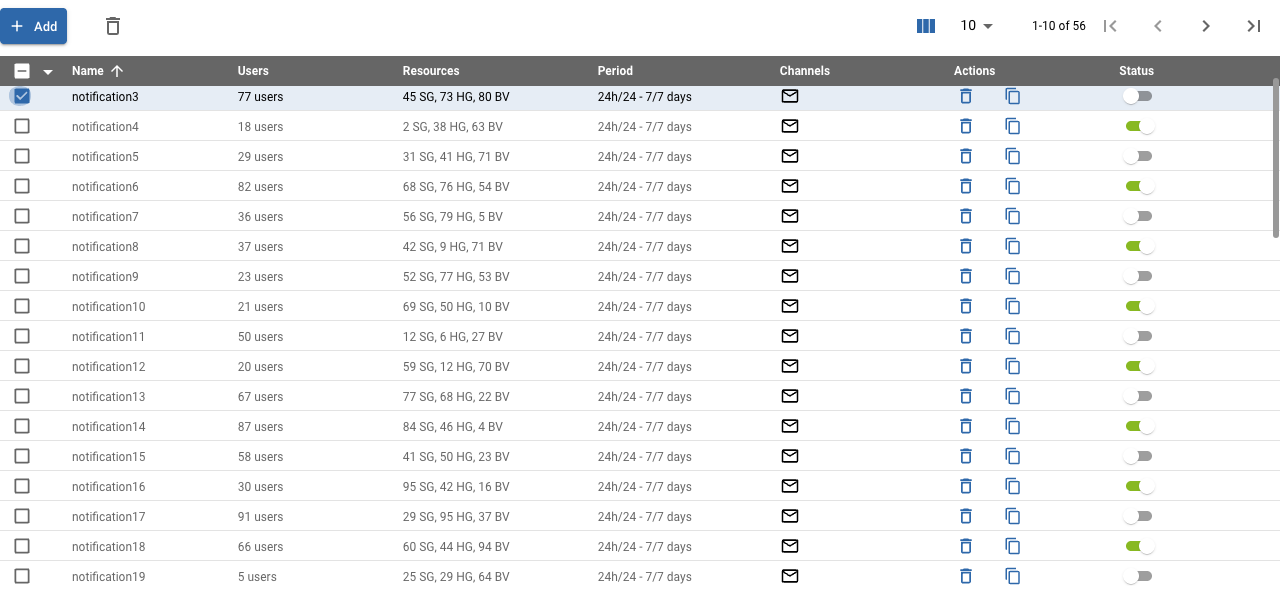 Add 10 1-10 of 56
Name Users Resources Period Channels Actions Status
notification3 77 users 45 SG, 73 HG, 80 BV 24h/24 - 7/7 days
notification4 18 users 2 SG, 38 HG, 63 BV 24h/24 - 7/7 days
notification5 29 users 31 SG, 41 HG, 71 BV 24h/24 - 7/7 days
notification6 82 users 68 SG, 76 HG, 54 BV 24h/24 - 7/7 days
notification7 36 users 56 SG, 79 HG, 5 BV 24h/24 - 7/7 days
notification8 37 users 42 SG, 9 HG, 71 BV 24h/24 - 7/7 days
notification9 23 users 52 SG, 77 HG, 53 BV 24h/24 - 7/7 days
notification10 21 users 69 SG, 50 HG, 10 BV 24h/24 - 7/7 days
notification11 50 users 12 SG, 6 HG, 27 BV 24h/24 - 7/7 days
notification12 20 users 59 SG, 12 HG, 70 BV 24h/24 - 7/7 days
notification13 67 users 77 SG, 68 HG, 22 BV 24h/24 - 7/7 days
notification14 87 users 84 SG, 46 HG, 4 BV 24h/24 - 7/7 days
notification15 58 users 41 SG, 50 HG, 23 BV 24h/24 - 7/7 days
notification16 30 users 95 SG, 42 HG, 16 BV 24h/24 - 7/7 days
notification17 91 users 29 SG, 95 HG, 37 BV 24h/24 - 7/7 days
notification18 66 users 60 SG, 44 HG, 94 BV 24h/24 - 7/7 days
notification19 5 users 25 SG, 29 HG, 64 BV 24h/24 - 7/7 days